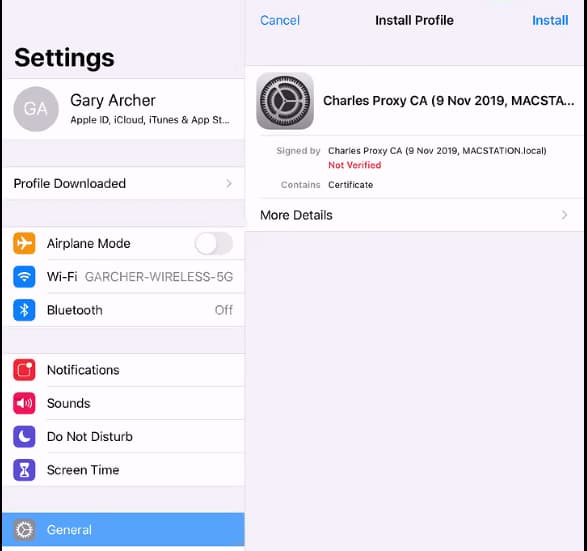 Settings
GA
Gary Archer
Apple ID, iCloud, iTunes & App St...
Profile Downloaded
Airplane Mode
Wi-Fi GARCHER-WIRELESS-5G
Bluetooth Off
Notifications
Sounds
Do Not Disturb
Screen Time
General
Cancel Install Profile Install
Charles Proxy CA (9 Nov 2019, MACSTA...
Signed by Charles Proxy CA (9 Nov 2019, MACSTATION.local)
Not Verified
Contains Certificate
More Details